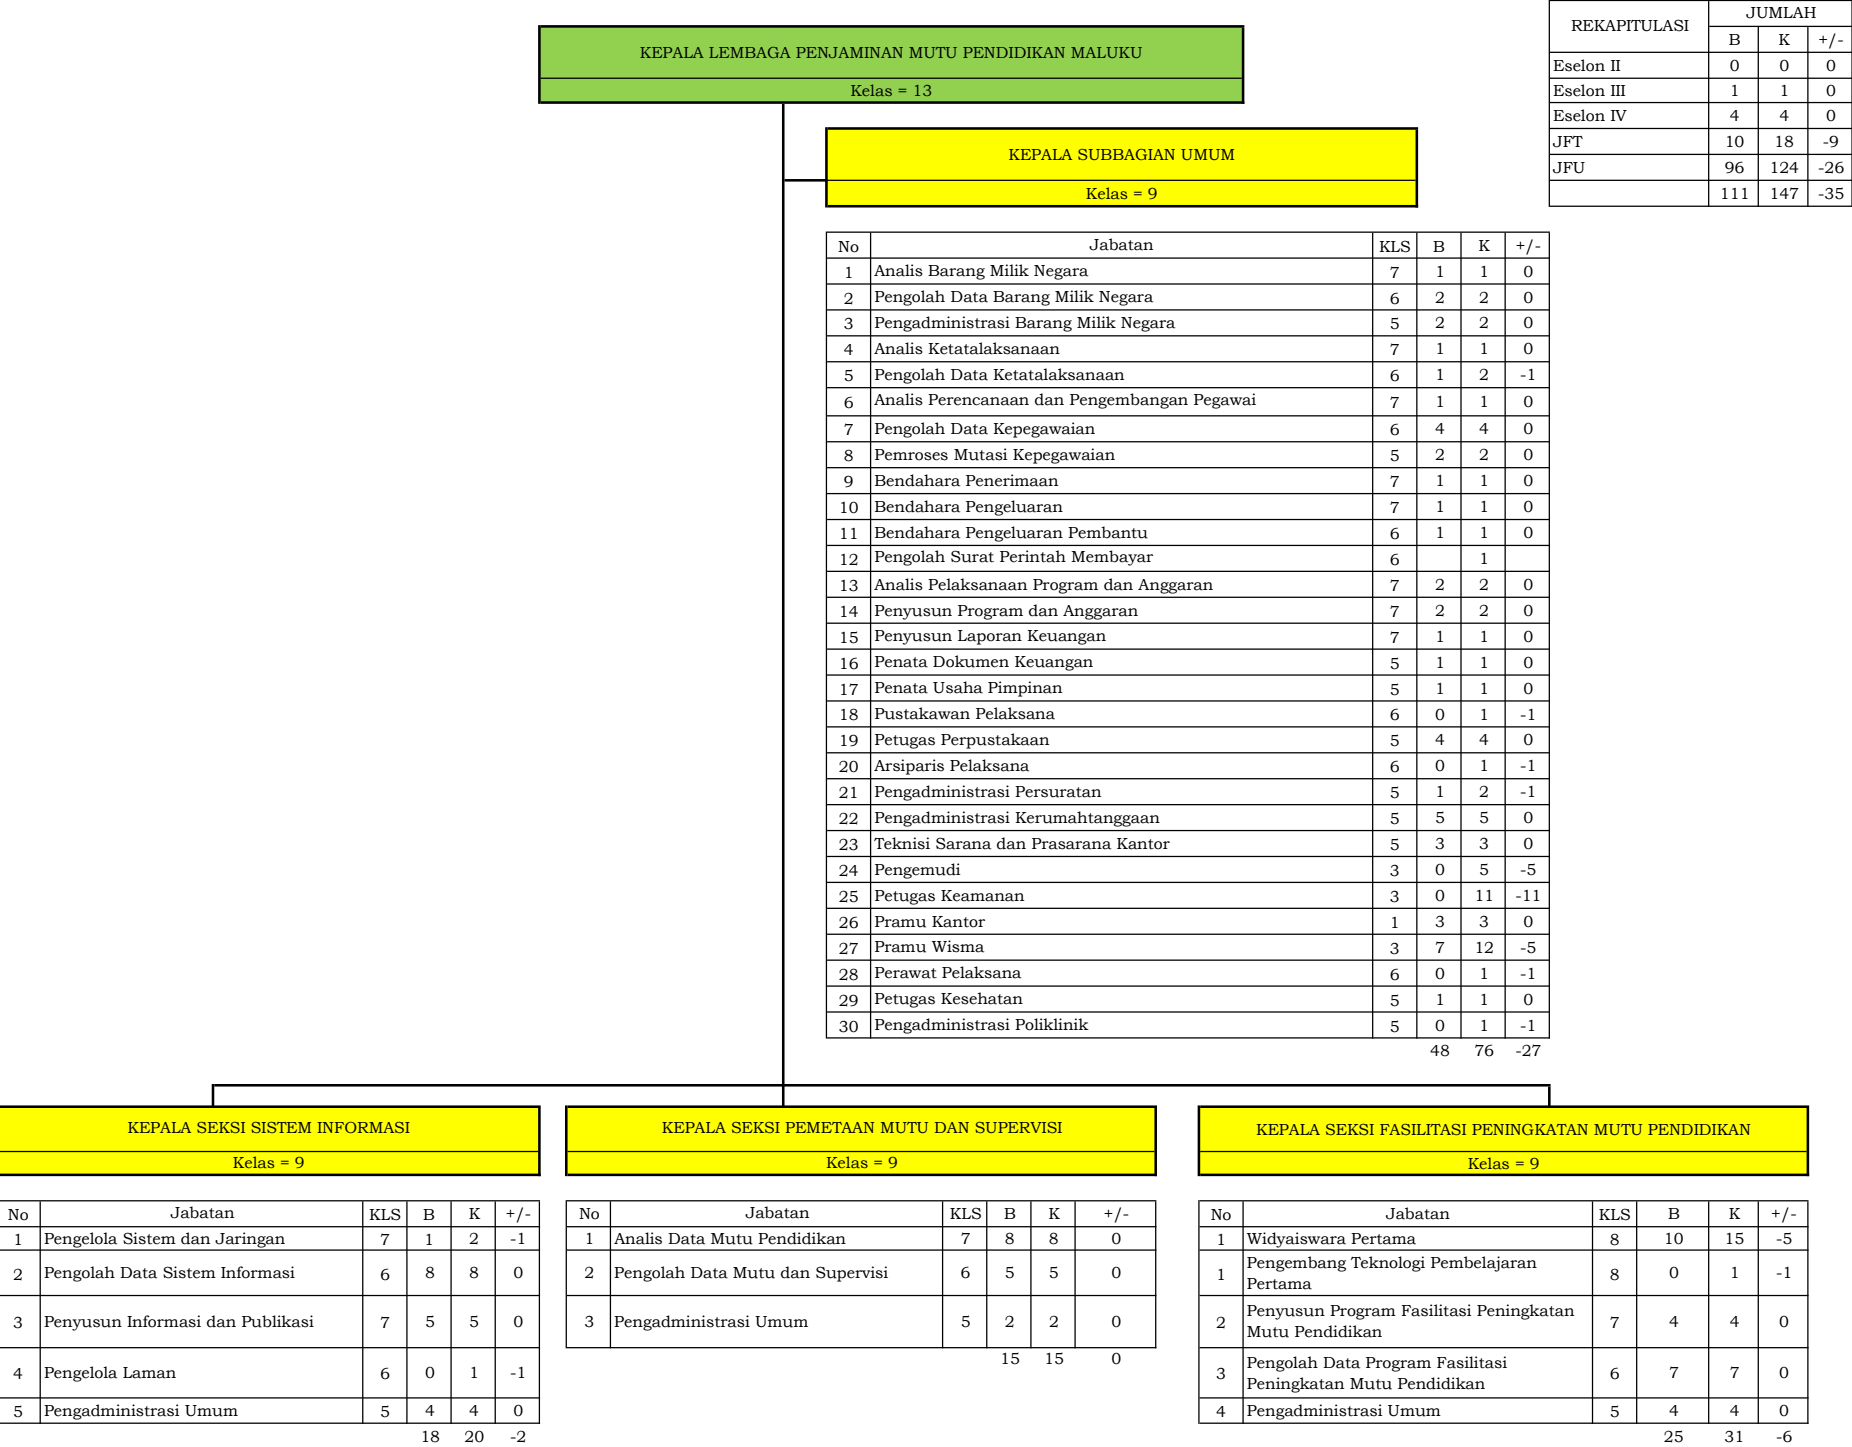 REKAPITULASI JUMLAH
B K +/-
Eselon II 0 0 0
Eselon III 1 1 0
Eselon IV 4 4 0
JFT 10 18 -9
JFU 96 124 -26
111 147 -35
KEPALA LEMBAGA PENJAMINAN MUTU PENDIDIKAN MALUKU
Kelas = 13
KEPALA SUBBAGIAN UMUM
Kelas = 9
No Jabatan KLS B K +/-
1 Analis Barang Milik Negara 7 1 1 0
2 Pengolah Data Barang Milik Negara 6 2 2 0
3 Pengadministrasi Barang Milik Negara 5 2 2 0
4 Analis Ketatalaksanaan 7 1 1 0
5 Pengolah Data Ketatalaksanaan 6 1 2 -1
6 Analis Perencanaan dan Pengembangan Pegawai 7 1 1 0
7 Pengolah Data Kepegawaian 6 4 4 0
8 Pemroses Mutasi Kepegawaian 5 2 2 0
9 Bendahara Penerimaan 7 1 1 0
10 Bendahara Pengeluaran 7 1 1 0
11 Bendahara Pengeluaran Pembantu 6 1 1 0
12 Pengolah Surat Perintah Membayar 6 1
13 Analis Pelaksanaan Program dan Anggaran 7 2 2 0
14 Penyusun Program dan Anggaran 7 2 2 0
15 Penyusun Laporan Keuangan 7 1 1 0
16 Penata Dokumen Keuangan 5 1 1 0
17 Penata Usaha Pimpinan 5 1 1 0
18 Pustakawan Pelaksana 6 0 1 -1
19 Petugas Perpustakaan 5 4 4 0
20 Arsiparis Pelaksana 6 0 1 -1
21 Pengadministrasi Persuratan 5 1 2 -1
22 Pengadministrasi Kerumahtanggaan 5 5 5 0
23 Teknisi Sarana dan Prasarana Kantor 5 3 3 0
24 Pengemudi 3 0 5 -5
25 Petugas Keamanan 3 0 11 -11
26 Pramu Kantor 1 3 3 0
27 Pramu Wisma 3 7 12 -5
28 Perawat Pelaksana 6 0 1 -1
29 Petugas Kesehatan 5 1 1 0
30 Pengadministrasi Poliklinik 5 0 1 -1
48 76 -27
KEPALA SEKSI SISTEM INFORMASI
Kelas = 9
No Jabatan KLS B K +/-
1 Pengelola Sistem dan Jaringan 7 1 2 -1
2 Pengolah Data Sistem Informasi 6 8 8 0
3 Penyusun Informasi dan Publikasi 7 5 5 0
4 Pengelola Laman 6 0 1 -1
5 Pengadministrasi Umum 5 4 4 0
18 20 -2
KEPALA SEKSI PEMETAAN MUTU DAN SUPERVISI
Kelas = 9
No Jabatan KLS B K +/-
1 Analis Data Mutu Pendidikan 7 8 8 0
2 Pengolah Data Mutu dan Supervisi 6 5 5 0
3 Pengadministrasi Umum 5 2 2 0
15 15 0
KEPALA SEKSI FASILITASI PENINGKATAN MUTU PENDIDIKAN
Kelas = 9
No Jabatan KLS B K +/-
1 Widyaiswara Pertama 8 10 15 -5
1 Pengembang Teknologi Pembelajaran
Pertama 8 0 1 -1
2 Penyusun Program Fasilitasi Peningkatan
Mutu Pendidikan 7 4 4 0
3 Pengolah Data Program Fasilitasi
Peningkatan Mutu Pendidikan 6 7 7 0
4 Pengadministrasi Umum 5 4 4 0
25 31 -6